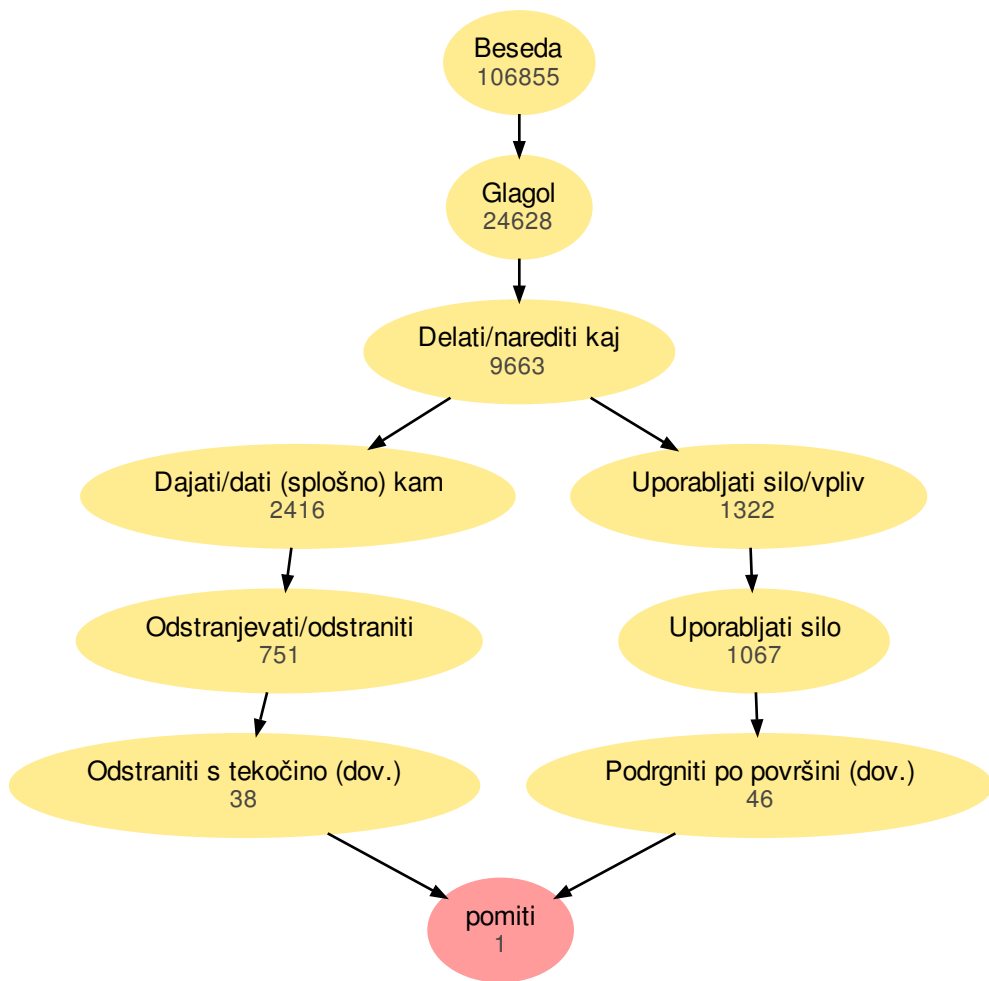 Beseda
106855
Glagol
24628
Delati/narediti kaj
9663
Dajati/dati (splošno) kam
2416
Uporabljati silo/vpliv
1322
Odstranjevati/odstraniti
751
Uporabljati silo
1067
Odstraniti s tekočino (dov.)
38
Podrgniti po površini (dov.)
46
pomiti
1